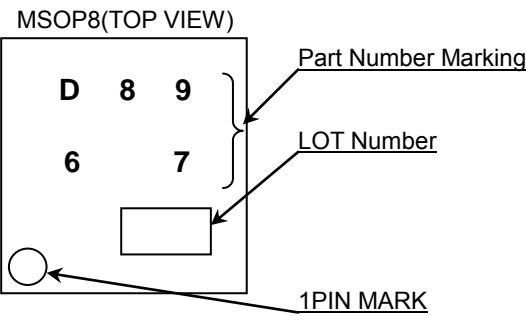 MSOP8(TOP VIEW)
Part Number Marking
D 8 9
LOT Number
6 7
1PIN MARK